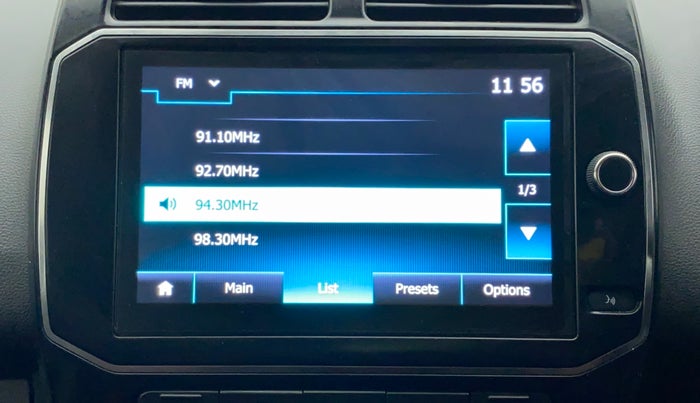 FM
11 56
91.10MHz
92.70MHz
94.30MHz
98.30MHz
1/3
Main
List
Presets
Options